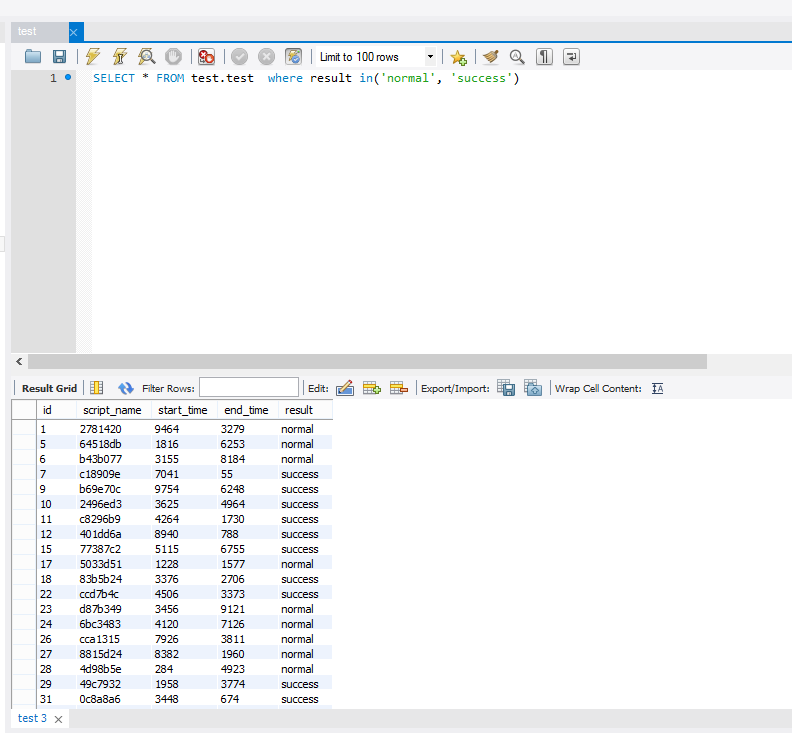 test
Limit to 100 rows
1
SELECT * FROM test.test  where result in('normal', 'success')
Result Grid Filter Rows: Edit: Export/Import: Wrap Cell Content:
id script_name start_time end_time result
1 2781420 9464 3279 normal
5 64518db 1816 6253 normal
6 b43b077 3155 8184 normal
7 c18909e 7041 55 success
9 b69e70c 9754 6248 success
10 2496ed3 3625 4964 success
11 c8296b9 4264 1730 success
12 401dd6a 8940 788 success
15 77387c2 5115 6755 success
17 5033d51 1228 1577 normal
18 83b5b24 3376 2706 success
22 ccd7b4c 4506 3373 success
23 d87b349 3456 9121 normal
24 6bc3483 4120 7126 normal
26 cca1315 7926 3811 normal
27 8815d24 8382 1960 normal
28 4d98b5e 284 4923 normal
29 49c7932 1958 3774 success
31 0c8a8a6 3448 674 success
test 3